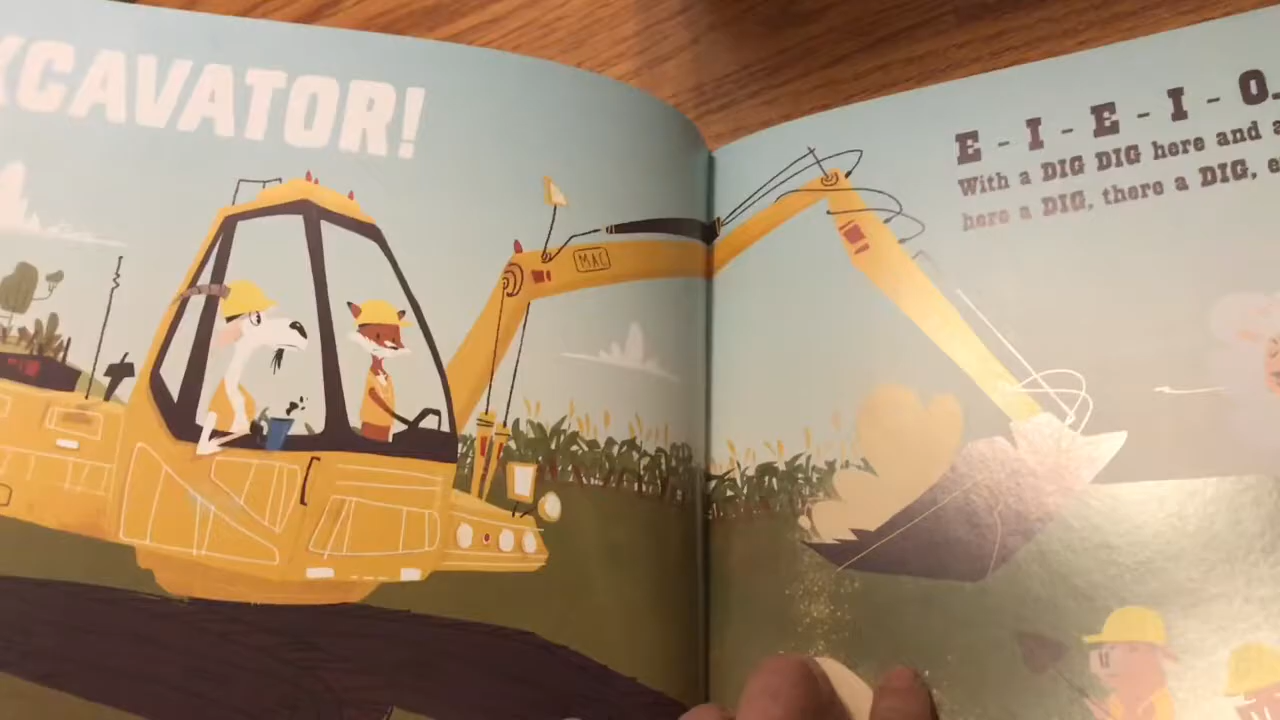 XCAVATOR!
MAC
E - I - E - I - O.
With a DIG DIG here and a
here a DIG, there a DIG, e